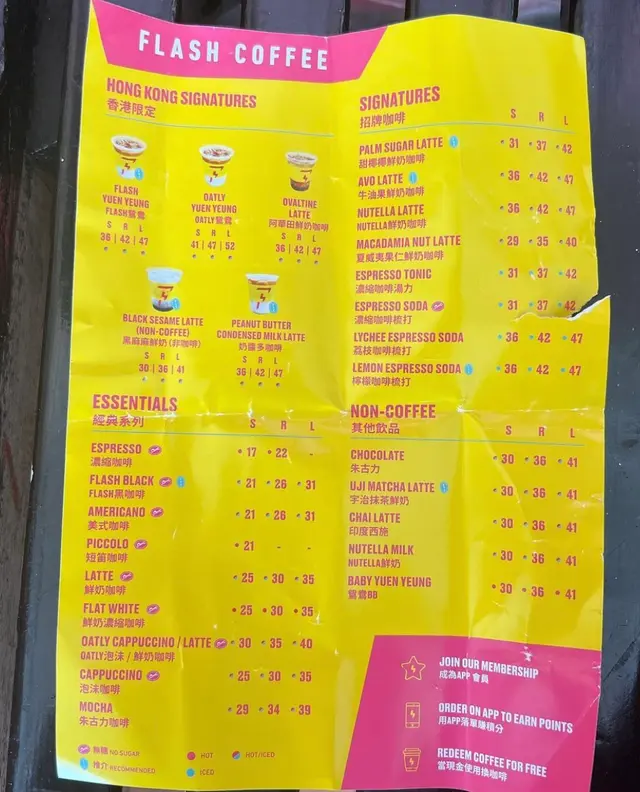 FLASH COFFEE
HONG KONG SIGNATURES
香港限定
FLASH
YUEN YEUNG
FLASH鴛鴦
S R L
36 | 42 | 47
OATLY
YUEN YEUNG
OATLY鴛鴦
S R L
41 | 47 | 52
OVALTINE
LATTE
阿華田鮮奶咖啡
S R L
36 | 42 | 47
BLACK SESAME LATTE
(NON-COFFEE)
黑麻麻鮮奶 (非咖啡)
S R L
30 | 36 | 41
PEANUT BUTTER
CONDENSED MILK LATTE
奶醬多咖啡
S R L
36 | 42 | 47
ESSENTIALS
經典系列
S R L
ESPRESSO 17 22 -
濃縮咖啡
FLASH BLACK 21 26 31
FLASH黑咖啡
AMERICANO 21 26 31
美式咖啡
PICCOLO 21 - -
短笛咖啡
LATTE 25 30 35
鮮奶咖啡
FLAT WHITE 25 30 35
鮮奶濃縮咖啡
OATLY CAPPUCCINO / LATTE 30 35 40
OATLY泡沫 / 鮮奶咖啡
CAPPUCCINO 25 30 35
泡沫咖啡
MOCHA 29 34 39
朱古力咖啡
NO SUGAR
推介 RECOMMENDED
HOT
ICED
HOT/ICED
SIGNATURES
招牌咖啡
S R L
PALM SUGAR LATTE 31 37 42
甜椰椰鮮奶咖啡
AVO LATTE 36 42 47
牛油果鮮奶咖啡
NUTELLA LATTE 36 42 47
NUTELLA鮮奶咖啡
MACADAMIA NUT LATTE 29 35 40
夏威夷果仁鮮奶咖啡
ESPRESSO TONIC 31 37 42
濃縮咖啡湯力
ESPRESSO SODA 31 37 42
濃縮咖啡梳打
LYCHEE ESPRESSO SODA 36 42 47
荔枝咖啡梳打
LEMON ESPRESSO SODA 36 42 47
檸檬咖啡梳打
NON-COFFEE
其他飲品
S R L
CHOCOLATE 30 36 41
朱古力
UJI MATCHA LATTE 30 36 41
宇治抹茶鮮奶
CHAI LATTE 30 36 41
印度西施
NUTELLA MILK 30 36 41
NUTELLA鮮奶
BABY YUEN YEUNG 30 36 41
鴛鴦BB
JOIN OUR MEMBERSHIP
成為APP 會員
ORDER ON APP TO EARN POINTS
用APP落單賺積分
REDEEM COFFEE FOR FREE
當現金使用換咖啡